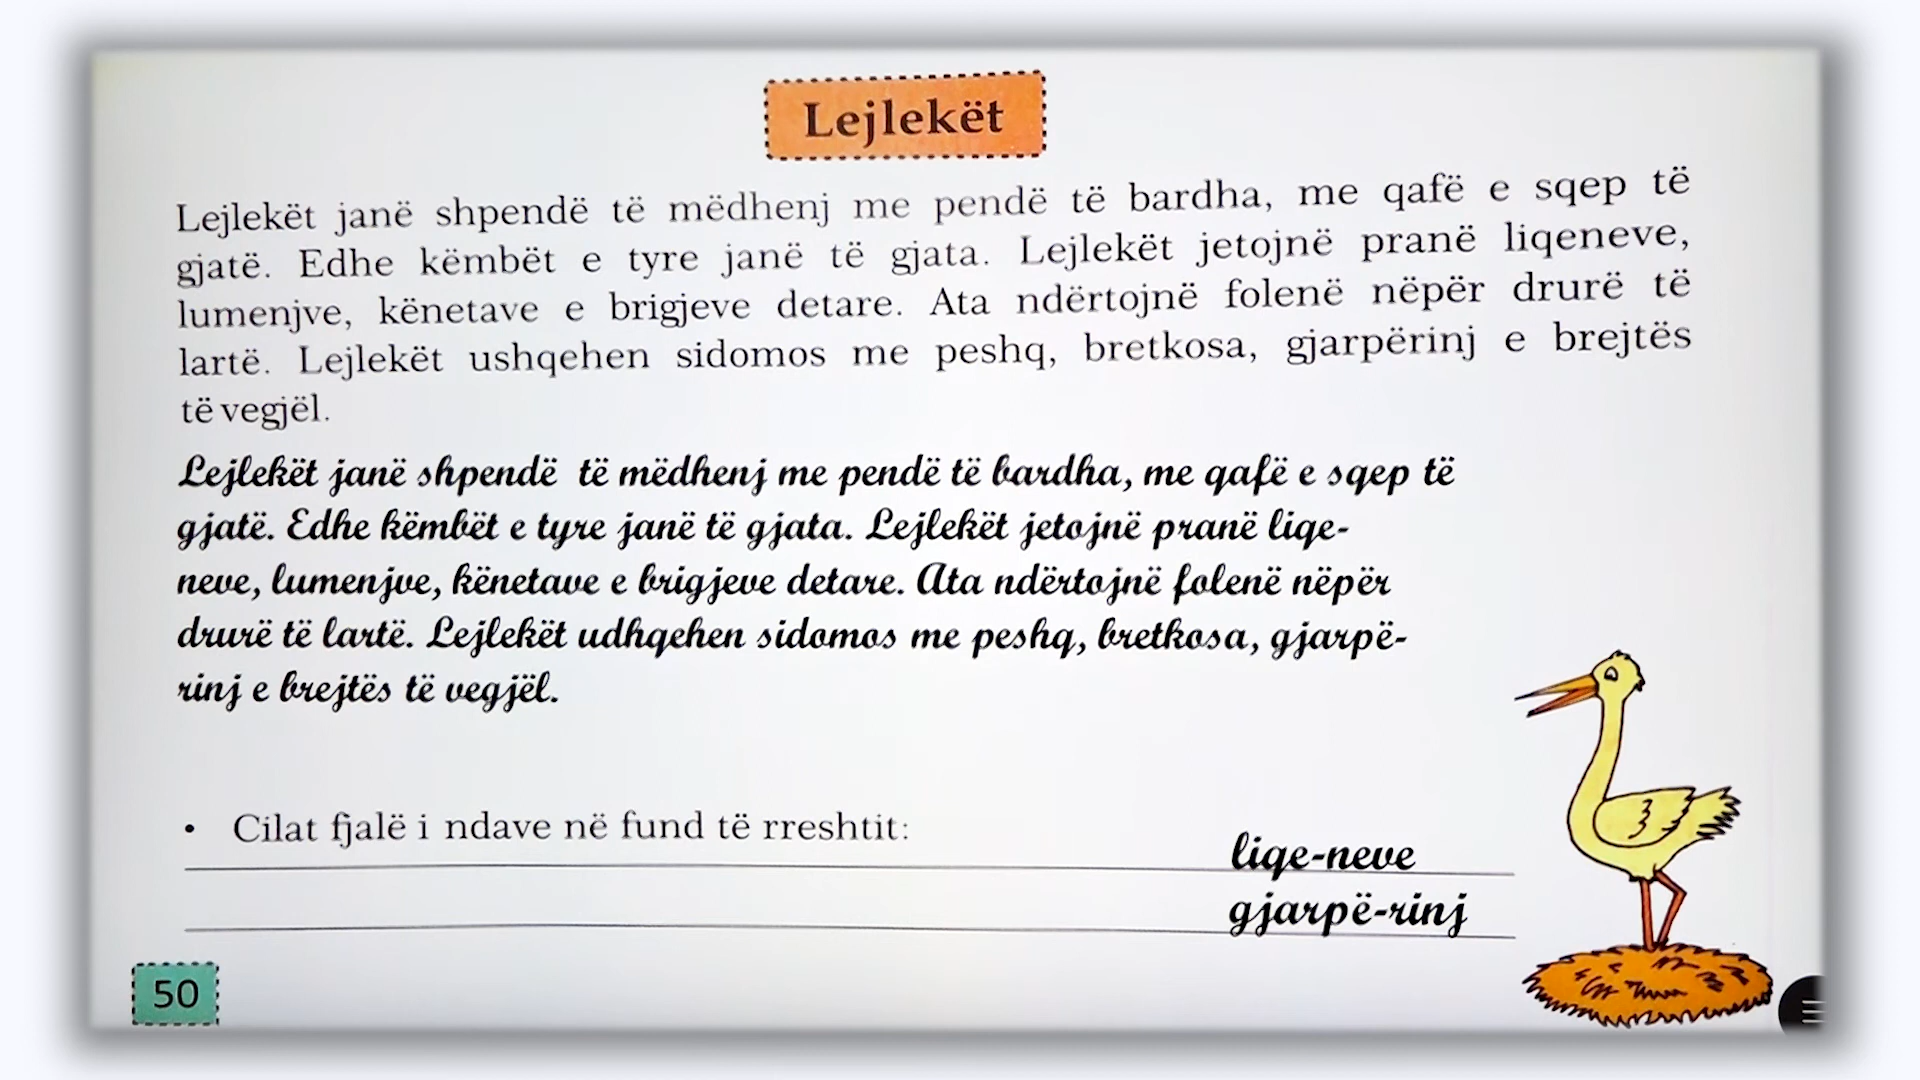 Lejlekët
Lejlekët janë shpendë të mëdhenj me pendë të bardha, me qafë e sqep të
gjatë. Edhe këmbët e tyre janë të gjata. Lejlekët jetojnë pranë liqeneve,
lumenjve, kënetave e brigjeve detare. Ata ndërtojnë folenë nëpër drurë të
lartë. Lejlekët ushqehen sidomos me peshq, bretkosa, gjarpërinj e brejtës
të vegjël.
Lejlekët janë shpendë të mëdhenj me pendë të bardha, me qafë e sqep të
gjatë. Edhe këmbët e tyre janë të gjata. Lejlekët jetojnë pranë liqe-
neve, lumenjve, kënetave e brigjeve detare. Ata ndërtojnë folenë nëpër
drurë të lartë. Lejlekët udhqehen sidomos me peshq, bretkosa, gjarpë-
rinj e brejtës të vegjël.
• Cilat fjalë i ndave në fund të rreshtit:
liqe-neve
gjarpë-rinj
50